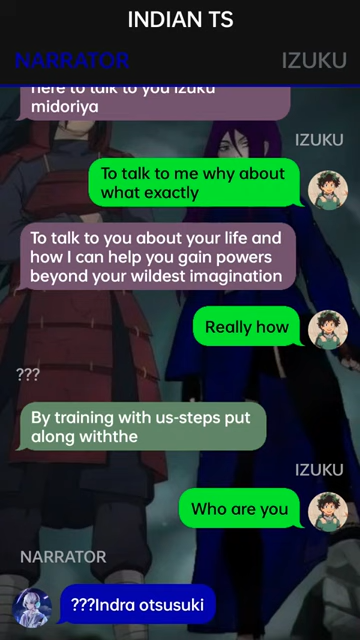 INDIAN TS
NARRATOR
IZUKU
here to talk to you izuku
midoriya
IZUKU
To talk to me why about
what exactly
To talk to you about your life and
how I can help you gain powers
beyond your wildest imagination
Really how
???
By training with us-steps put
along withthe
IZUKU
Who are you
NARRATOR
???Indra otsusuki